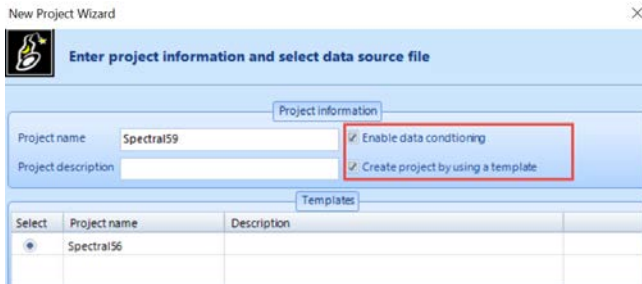 New Project Wizard
Enter project information and select data source file
Project information
Project name Spectral59 Enable data condtioning
Project description Create project by using a template
Templates
Select Project name Description
Spectral56